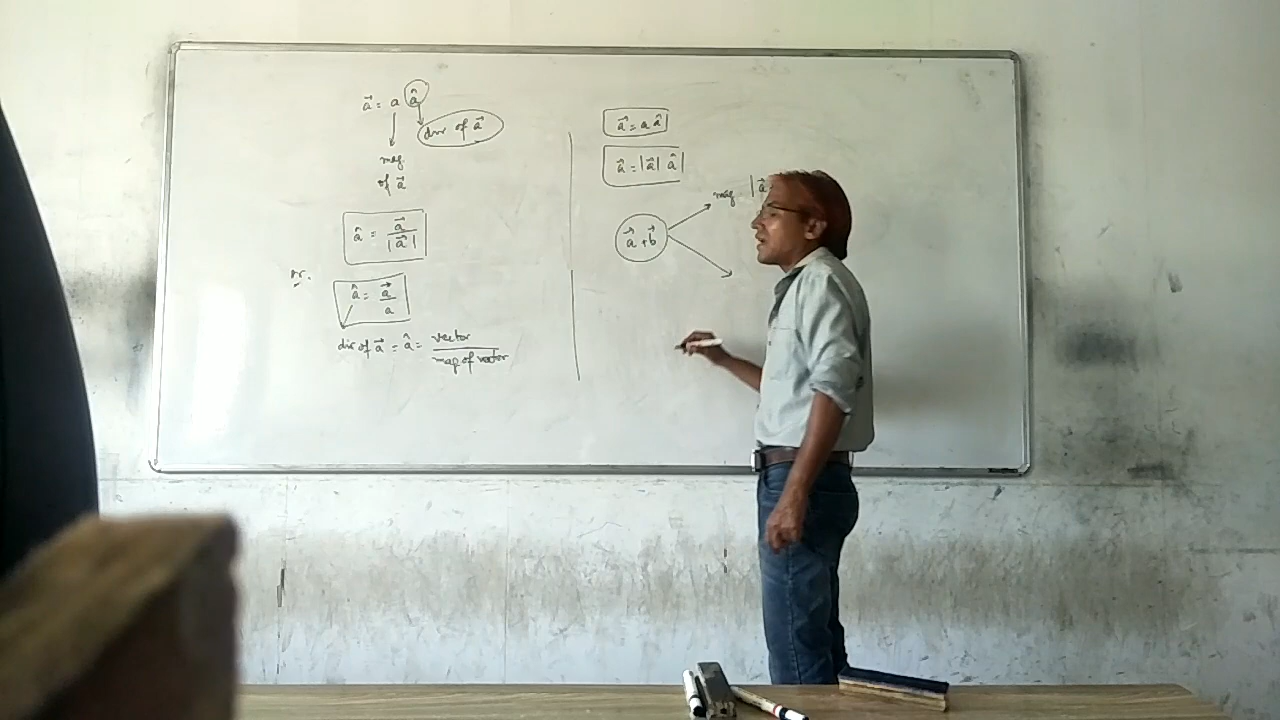 a⃗ = a â
dir of a⃗
mag
of a⃗
â = a⃗ / |a⃗|
or.
â = a⃗ / a
dir of a⃗ = â = vector / mag of vector
a⃗ = a â
a⃗ = |a⃗| â
a⃗ + b⃗
mag |a⃗